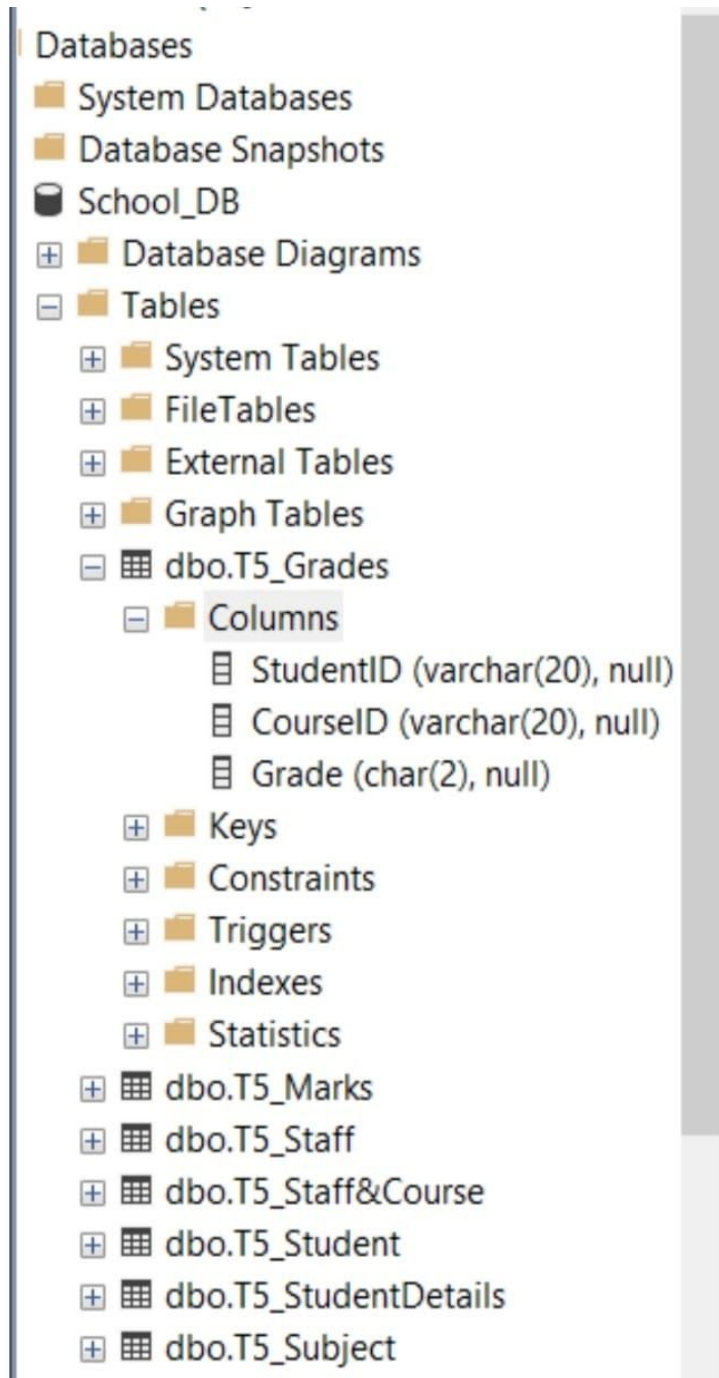 Databases
System Databases
Database Snapshots
School_DB
Database Diagrams
Tables
System Tables
FileTables
External Tables
Graph Tables
dbo.T5_Grades
Columns
StudentID (varchar(20), null)
CourseID (varchar(20), null)
Grade (char(2), null)
Keys
Constraints
Triggers
Indexes
Statistics
dbo.T5_Marks
dbo.T5_Staff
dbo.T5_Staff&Course
dbo.T5_Student
dbo.T5_StudentDetails
dbo.T5_Subject